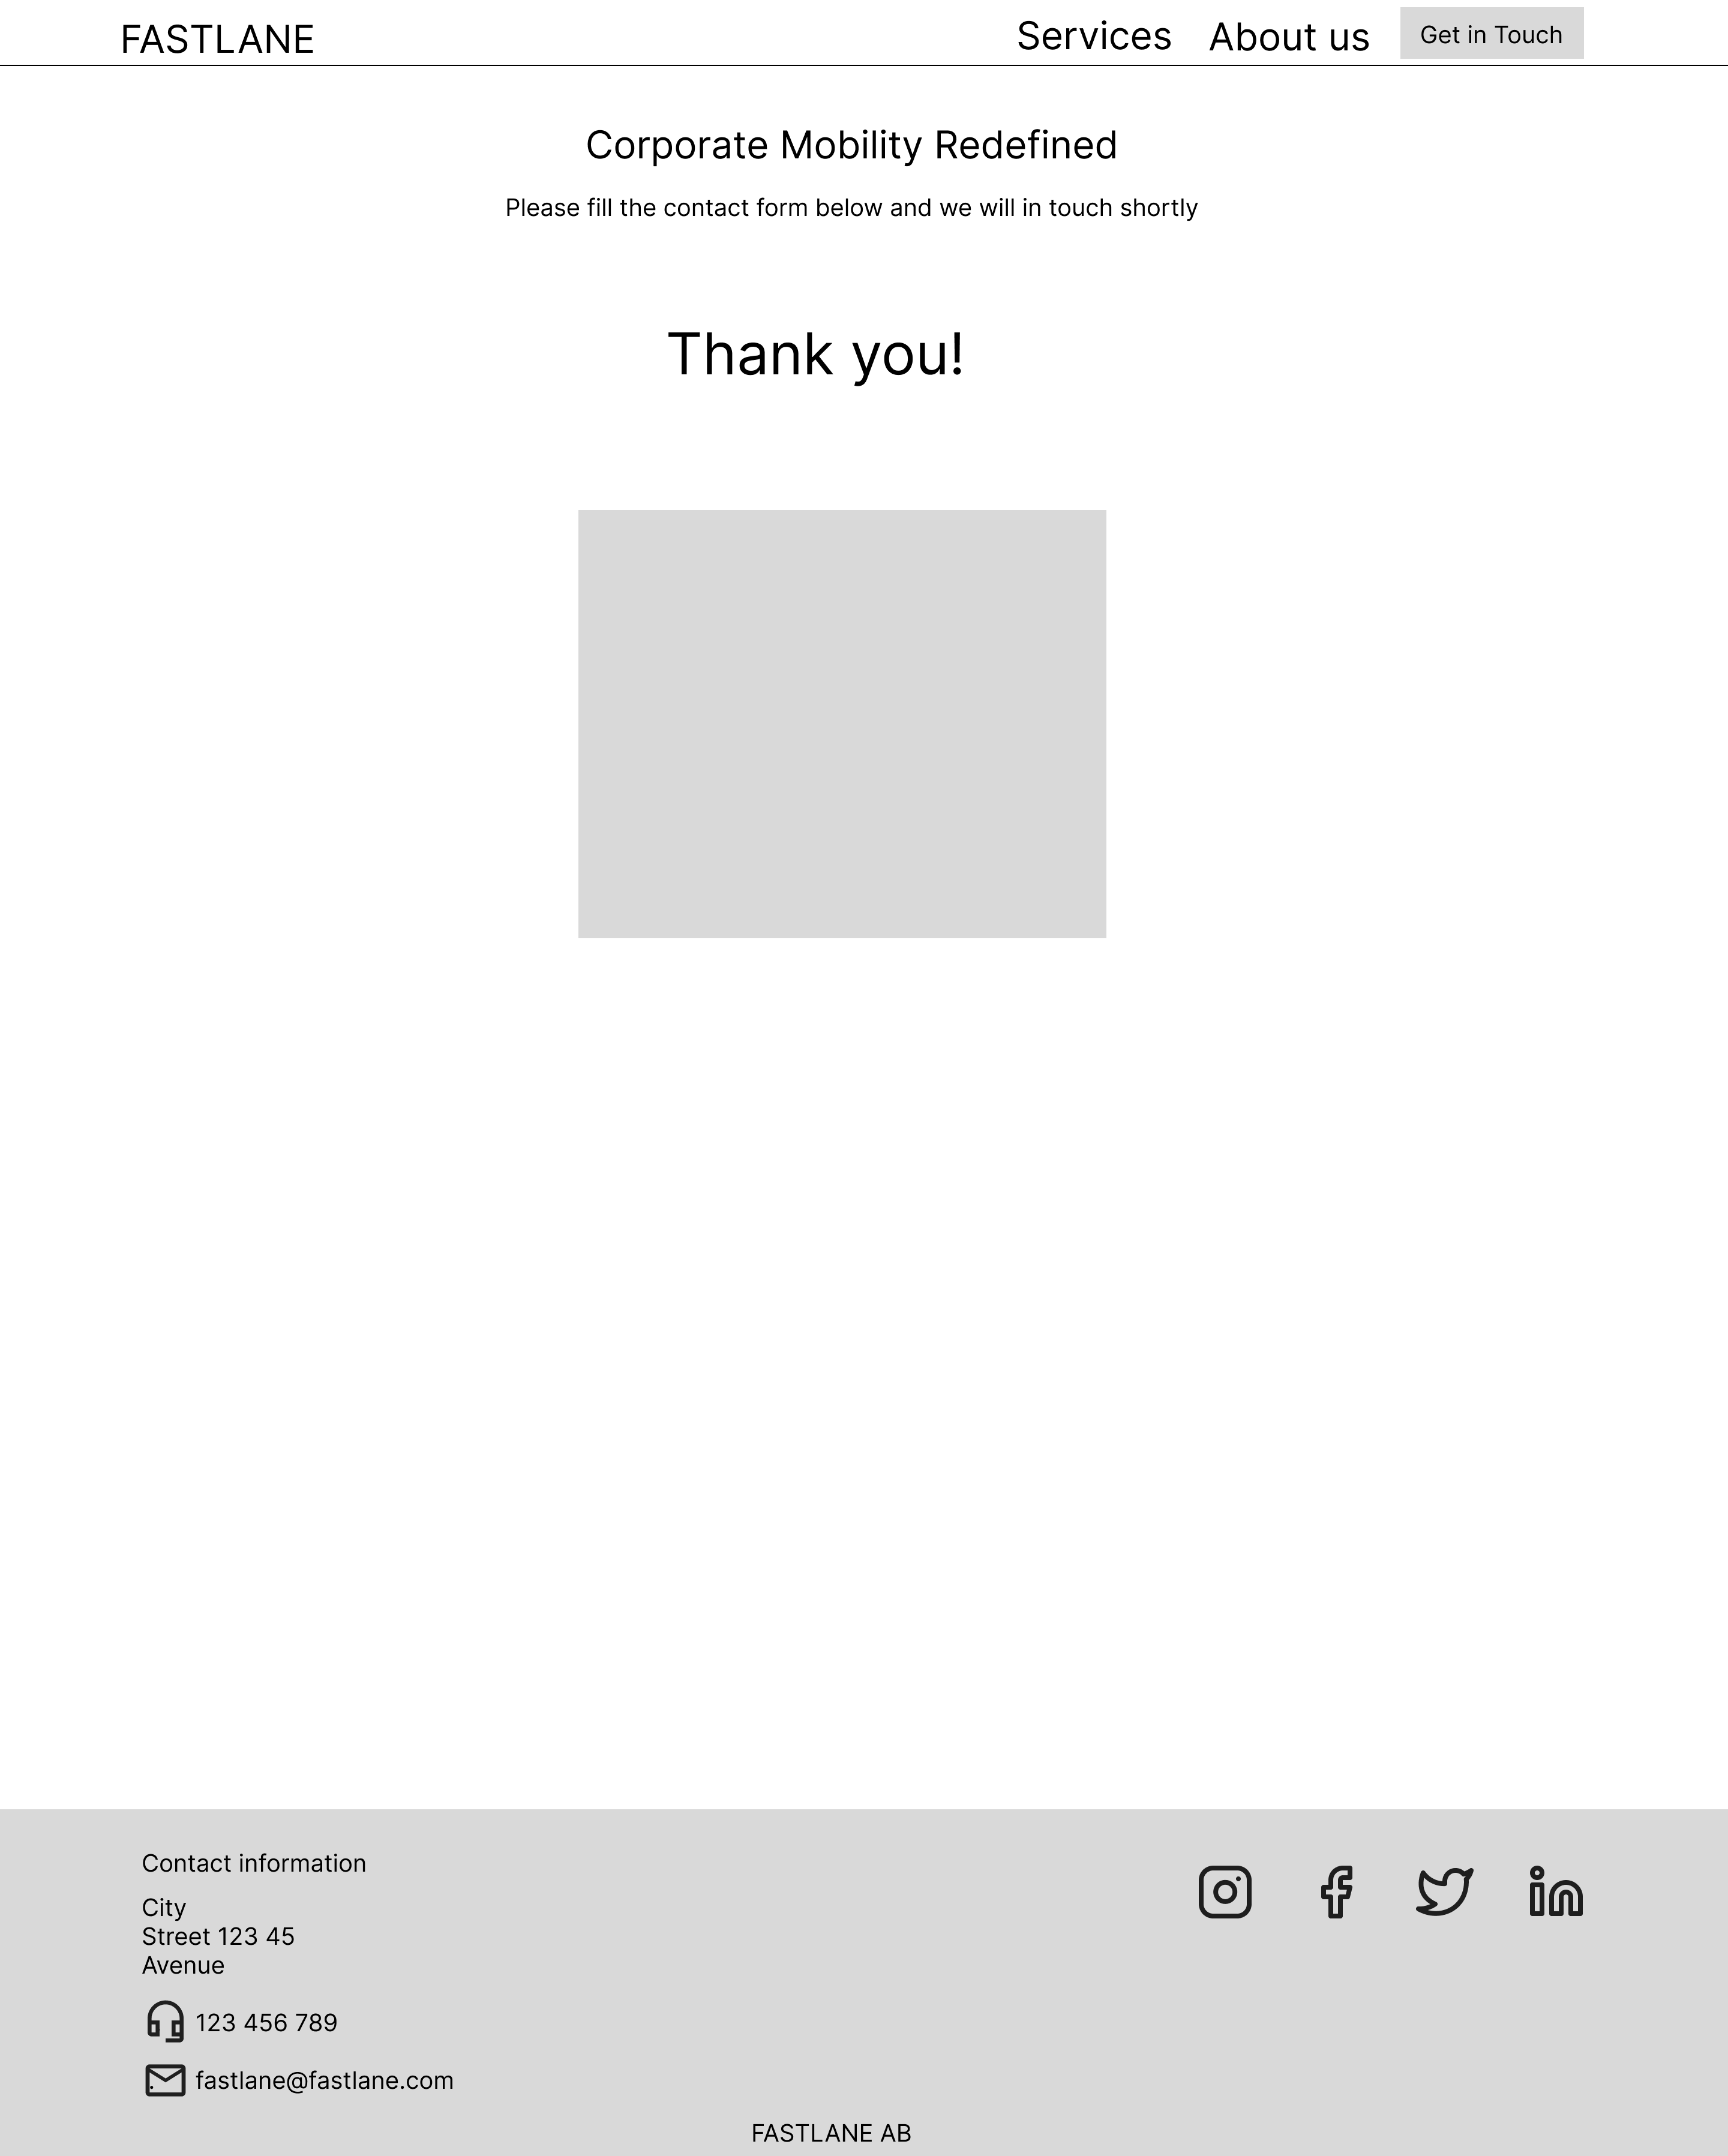 FASTLANE
Services
About us
Get in Touch
Corporate Mobility Redefined
Please fill the contact form below and we will in touch shortly
Thank you!
Contact information
City
Street 123 45
Avenue
123 456 789
fastlane@fastlane.com
FASTLANE AB